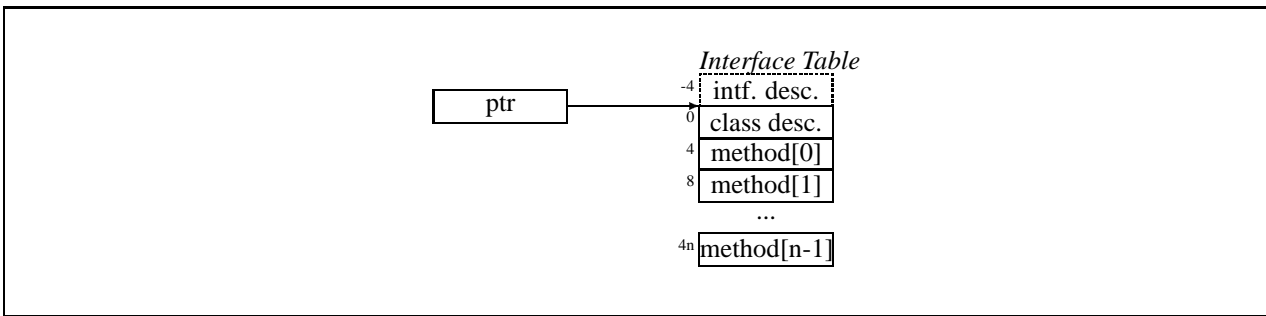 Interface Table
-4 intf. desc.
ptr
0 class desc.
4 method[0]
8 method[1]
...
4n method[n-1]